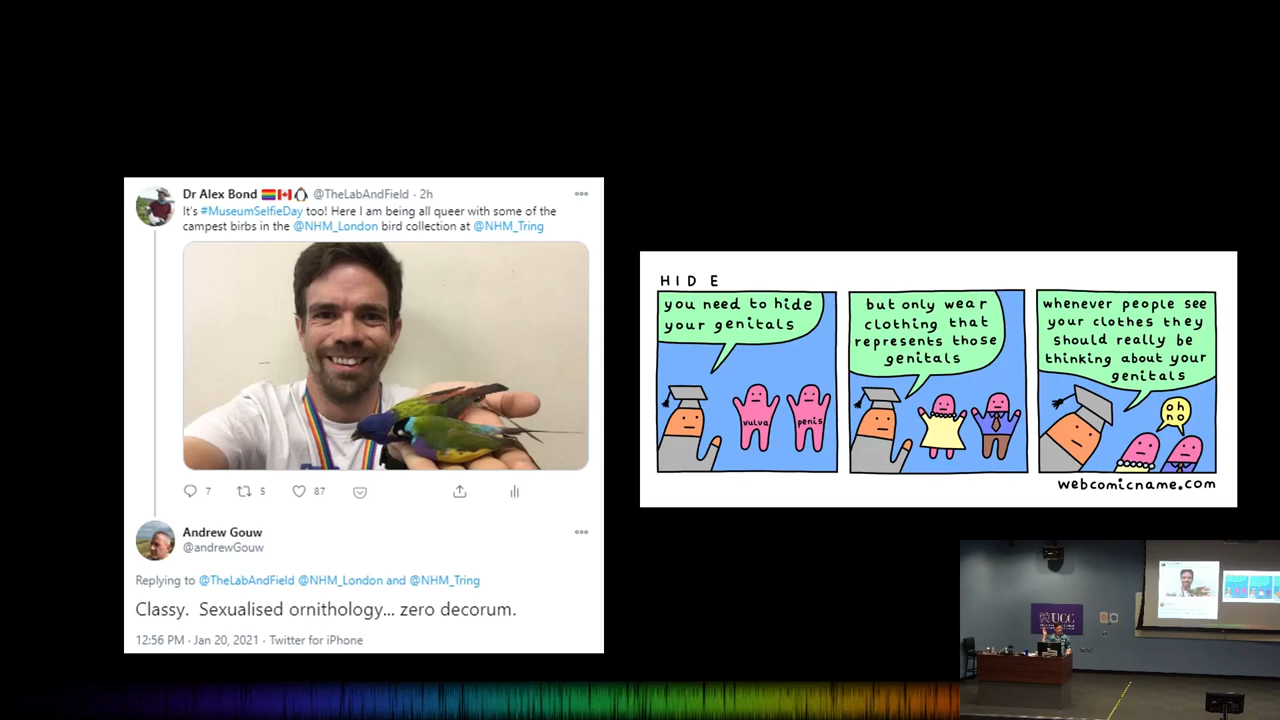 Dr Alex Bond 🏳️‍🌈🇨🇦🐧 @TheLabAndField · 2h
It's #MuseumSelfieDay too! Here I am being all queer with some of the
campest birbs in the @NHM_London bird collection at @NHM_Tring
7 5 87
Andrew Gouw
@andrewGouw
Replying to @TheLabAndField @NHM_London and @NHM_Tring
Classy. Sexualised ornithology... zero decorum.
12:56 PM · Jan 20, 2021 · Twitter for iPhone
HIDE
you need to hide
your genitals
vulva
penis
but only wear
clothing that
represents those
genitals
whenever people see
your clothes they
should really be
thinking about your
genitals
oh
no
webcomicname.com
UCC